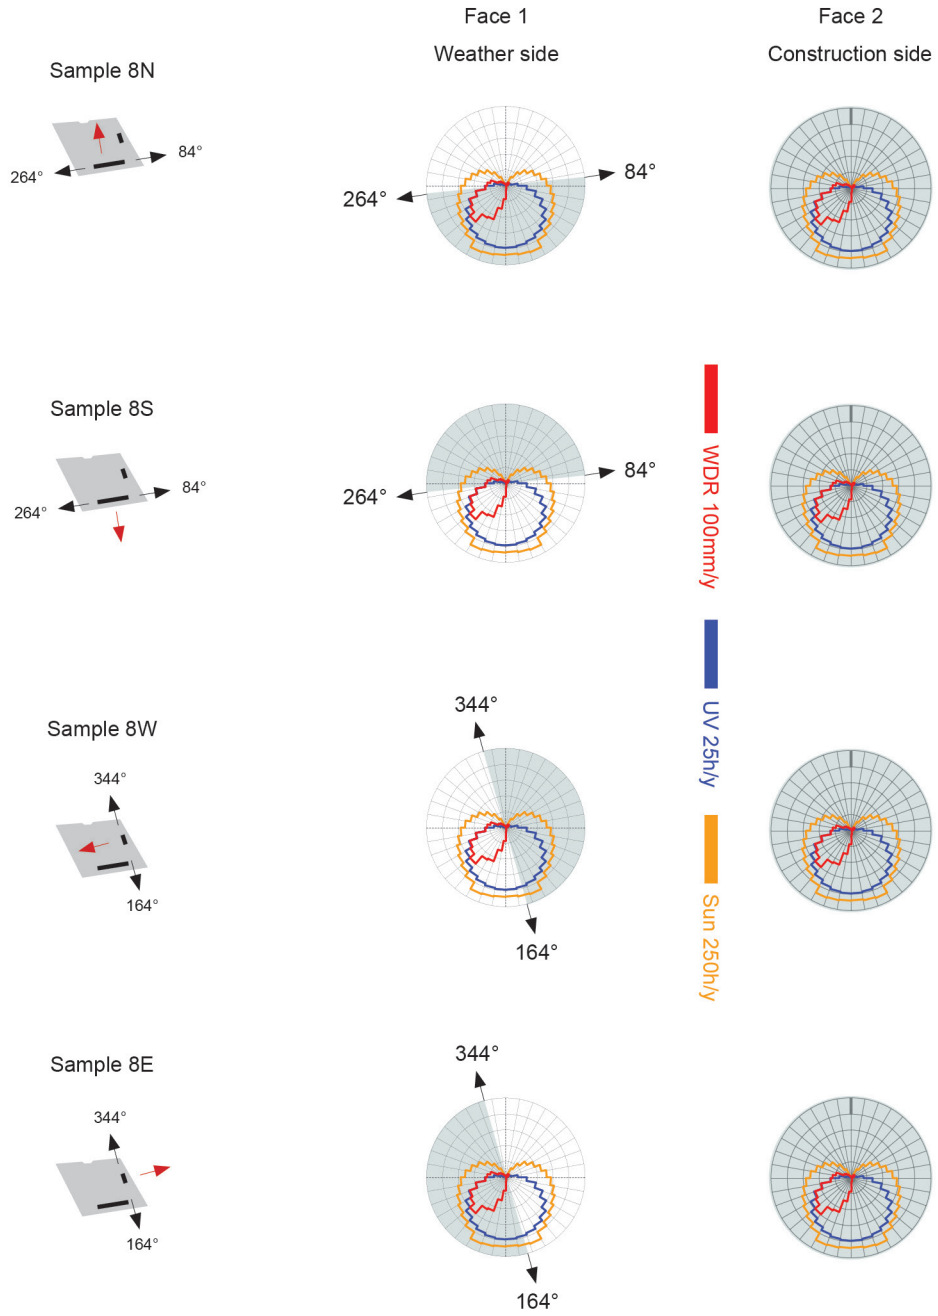 Face 1
Face 2
Weather side
Construction side
Sample 8N
84°
264°
84°
264°
Sample 8S
84°
264°
84°
264°
WDR 100mm/y
UV 25h/y
Sun 250h/y
Sample 8W
344°
164°
344°
164°
Sample 8E
344°
164°
344°
164°